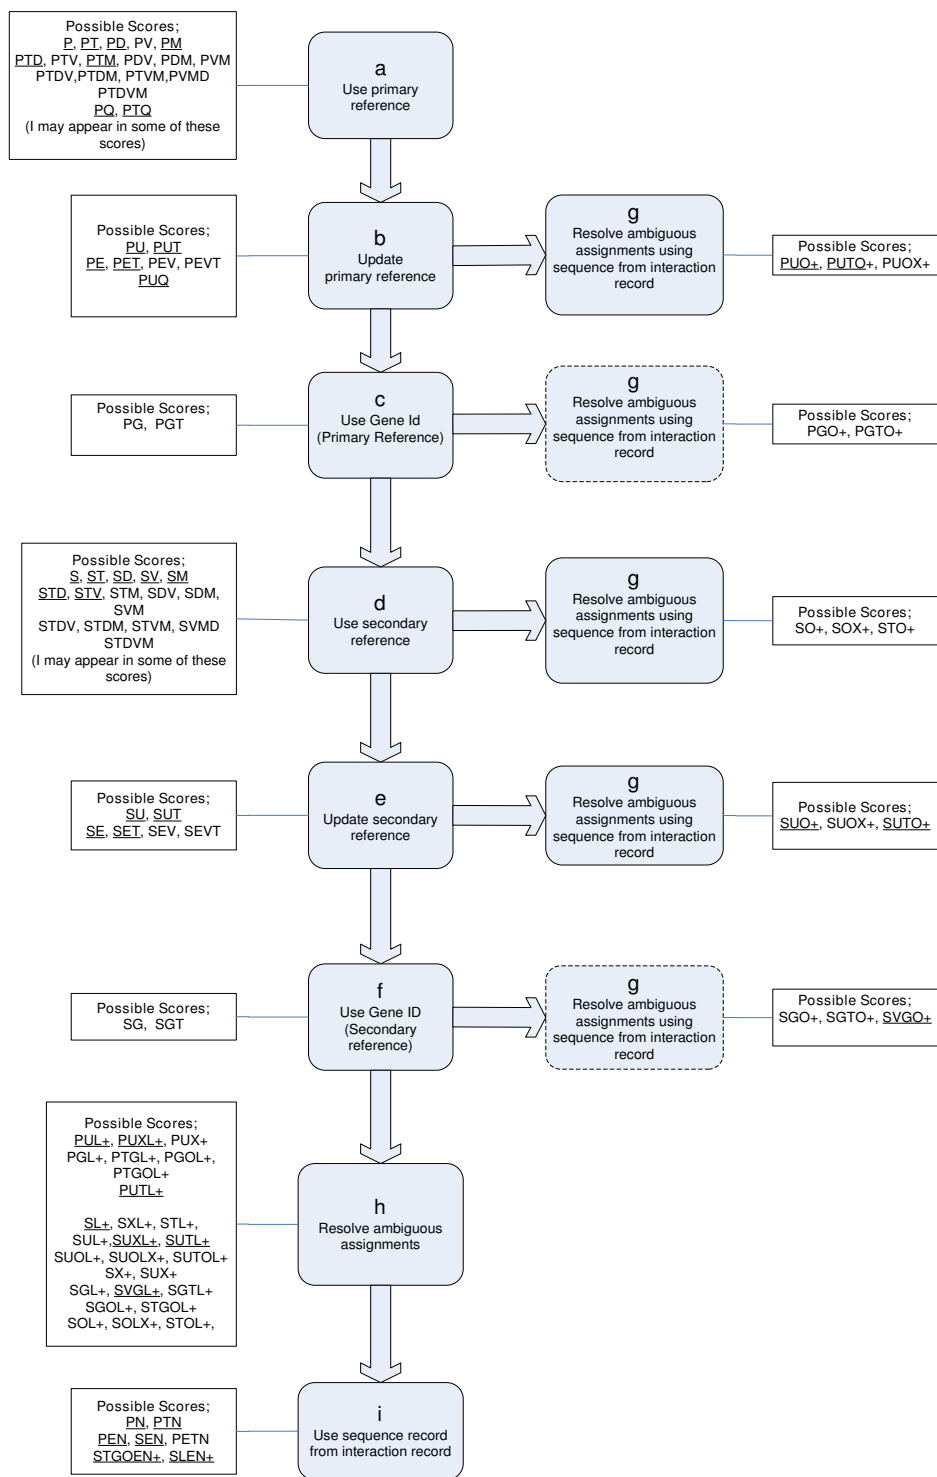 Possible Scores;
P, PT, PD, PV, PM
PTD, PTV, PTM, PDV, PDM, PVM
PTDV,PTDM, PTVM,PVMD
PTDVM
PQ, PTQ
(I may appear in some of these
scores)
a
Use primary
reference
Possible Scores;
PU, PUT
PE, PET, PEV, PEVT
PUQ
b
Update
primary reference
g
Resolve ambiguous
assignments using
sequence from interaction
record
Possible Scores;
PUO+, PUTO+, PUOX+
Possible Scores;
PG, PGT
c
Use Gene Id
(Primary Reference)
g
Resolve ambiguous
assignments using
sequence from interaction
record
Possible Scores;
PGO+, PGTO+
Possible Scores;
S, ST, SD, SV, SM
STD, STV, STM, SDV, SDM,
SVM
STDV, STDM, STVM, SVMD
STDVM
(I may appear in some of these
scores)
d
Use secondary
reference
g
Resolve ambiguous
assignments using
sequence from interaction
record
Possible Scores;
SO+, SOX+, STO+
Possible Scores;
SU, SUT
SE, SET, SEV, SEVT
e
Update secondary
reference
g
Resolve ambiguous
assignments using
sequence from interaction
record
Possible Scores;
SUO+, SUOX+, SUTO+
Possible Scores;
SG, SGT
f
Use Gene ID
(Secondary
reference)
g
Resolve ambiguous
assignments using
sequence from interaction
record
Possible Scores;
SGO+, SGTO+, SVGO+
Possible Scores;
PUL+, PUXL+, PUX+
PGL+, PTGL+, PGOL+,
PTGOL+
PUTL+
SL+, SXL+, STL+,
SUL+,SUXL+, SUTL+
SUOL+, SUOLX+, SUTOL+
SX+, SUX+
SGL+, SVGL+, SGTL+
SGOL+, STGOL+
SOL+, SOLX+, STOL+,
h
Resolve ambiguous
assignments
Possible Scores;
PN, PTN
PEN, SEN, PETN
STGOEN+, SLEN+
i
Use sequence record
from interaction record